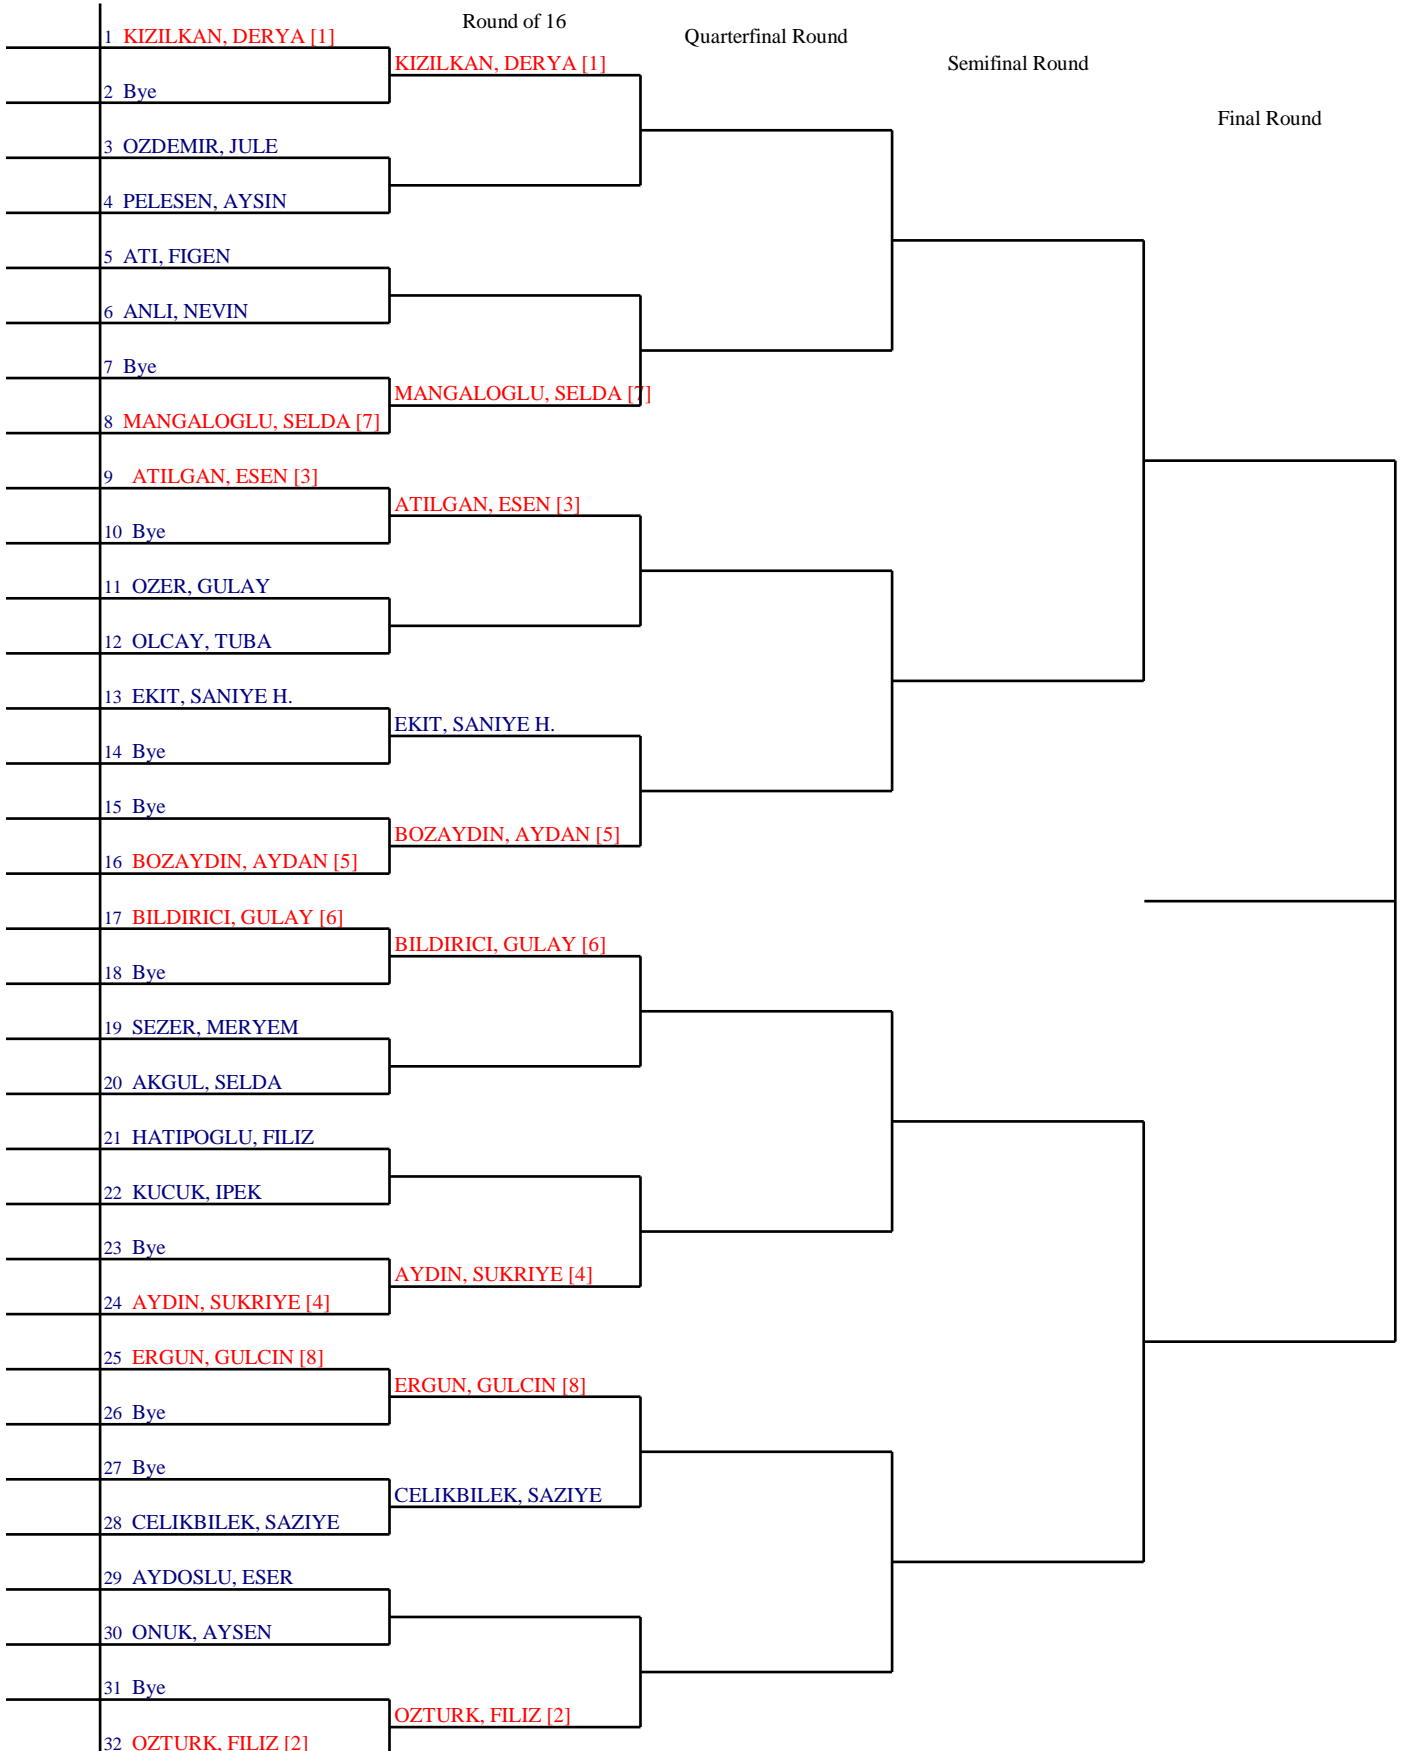 Round of 16
Quarterfinal Round
Semifinal Round
Final Round
1 KIZILKAN, DERYA [1]
KIZILKAN, DERYA [1]
2 Bye
3 OZDEMIR, JULE
4 PELESEN, AYSIN
5 ATI, FIGEN
6 ANLI, NEVIN
7 Bye
MANGALOGLU, SELDA [7]
8 MANGALOGLU, SELDA [7]
9 ATILGAN, ESEN [3]
ATILGAN, ESEN [3]
10 Bye
11 OZER, GULAY
12 OLCAY, TUBA
13 EKIT, SANIYE H.
EKIT, SANIYE H.
14 Bye
15 Bye
BOZAYDIN, AYDAN [5]
16 BOZAYDIN, AYDAN [5]
17 BILDIRICI, GULAY [6]
BILDIRICI, GULAY [6]
18 Bye
19 SEZER, MERYEM
20 AKGUL, SELDA
21 HATIPOGLU, FILIZ
22 KUCUK, IPEK
23 Bye
AYDIN, SUKRIYE [4]
24 AYDIN, SUKRIYE [4]
25 ERGUN, GULCIN [8]
ERGUN, GULCIN [8]
26 Bye
27 Bye
CELIKBILEK, SAZIYE
28 CELIKBILEK, SAZIYE
29 AYDOSLU, ESER
30 ONUK, AYSEN
31 Bye
OZTURK, FILIZ [2]
32 OZTURK, FILIZ [2]